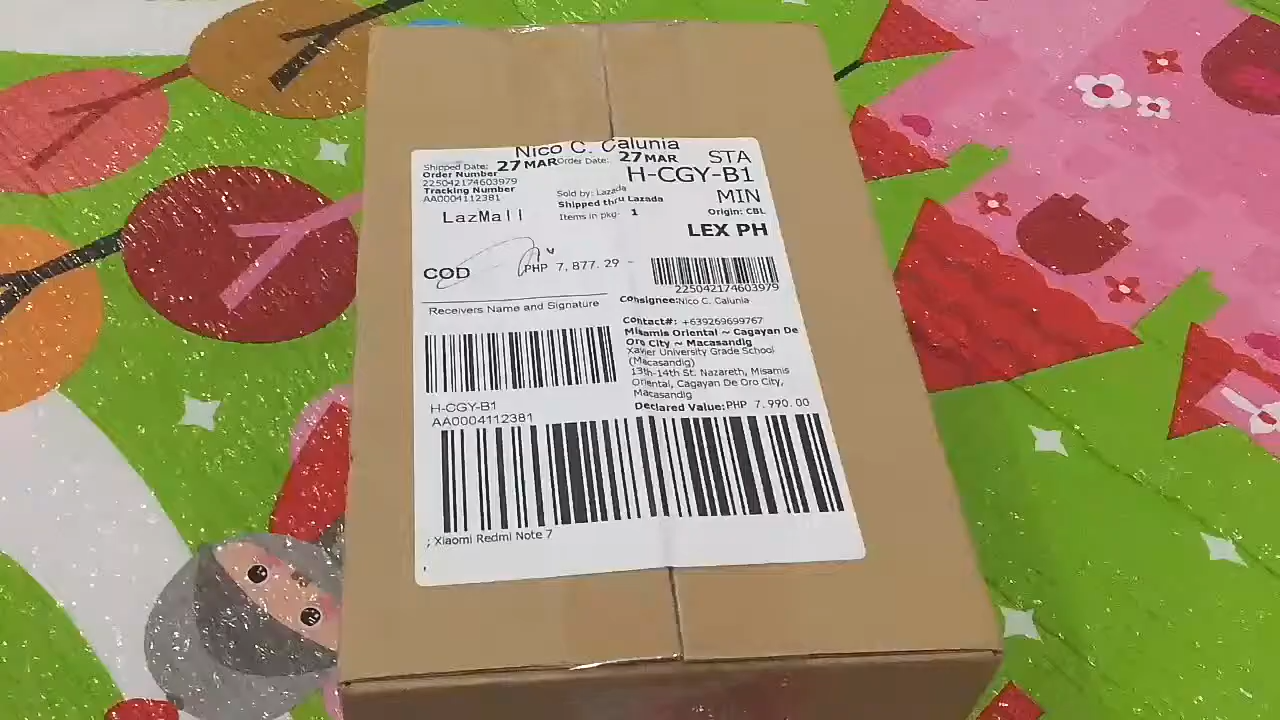 Nico C. Calunia
Shipped Date: 27 MAR Order Date: 27 MAR STA
Order Number
225042174603979
H-CGY-B1
Tracking Number
AA0004112381
Sold by: Lazada
MIN
Shipped thru Lazada
LazMall
Items in pkg: 1
Origin: CBL
LEX PH
COD PHP 7,877.29
225042174603979
Receivers Name and Signature
Consignee:Nico C. Calunia
Contact#: +639269699767
Misamis Oriental ~ Cagayan De
Oro City ~ Macasandig
Xavier University Grade School
(Macasandig)
13th-14th St. Nazareth, Misamis
Oriental, Cagayan De Oro City,
Macasandig
Declared Value:PHP 7,990.00
H-CGY-B1
AA0004112381
; Xiaomi Redmi Note 7